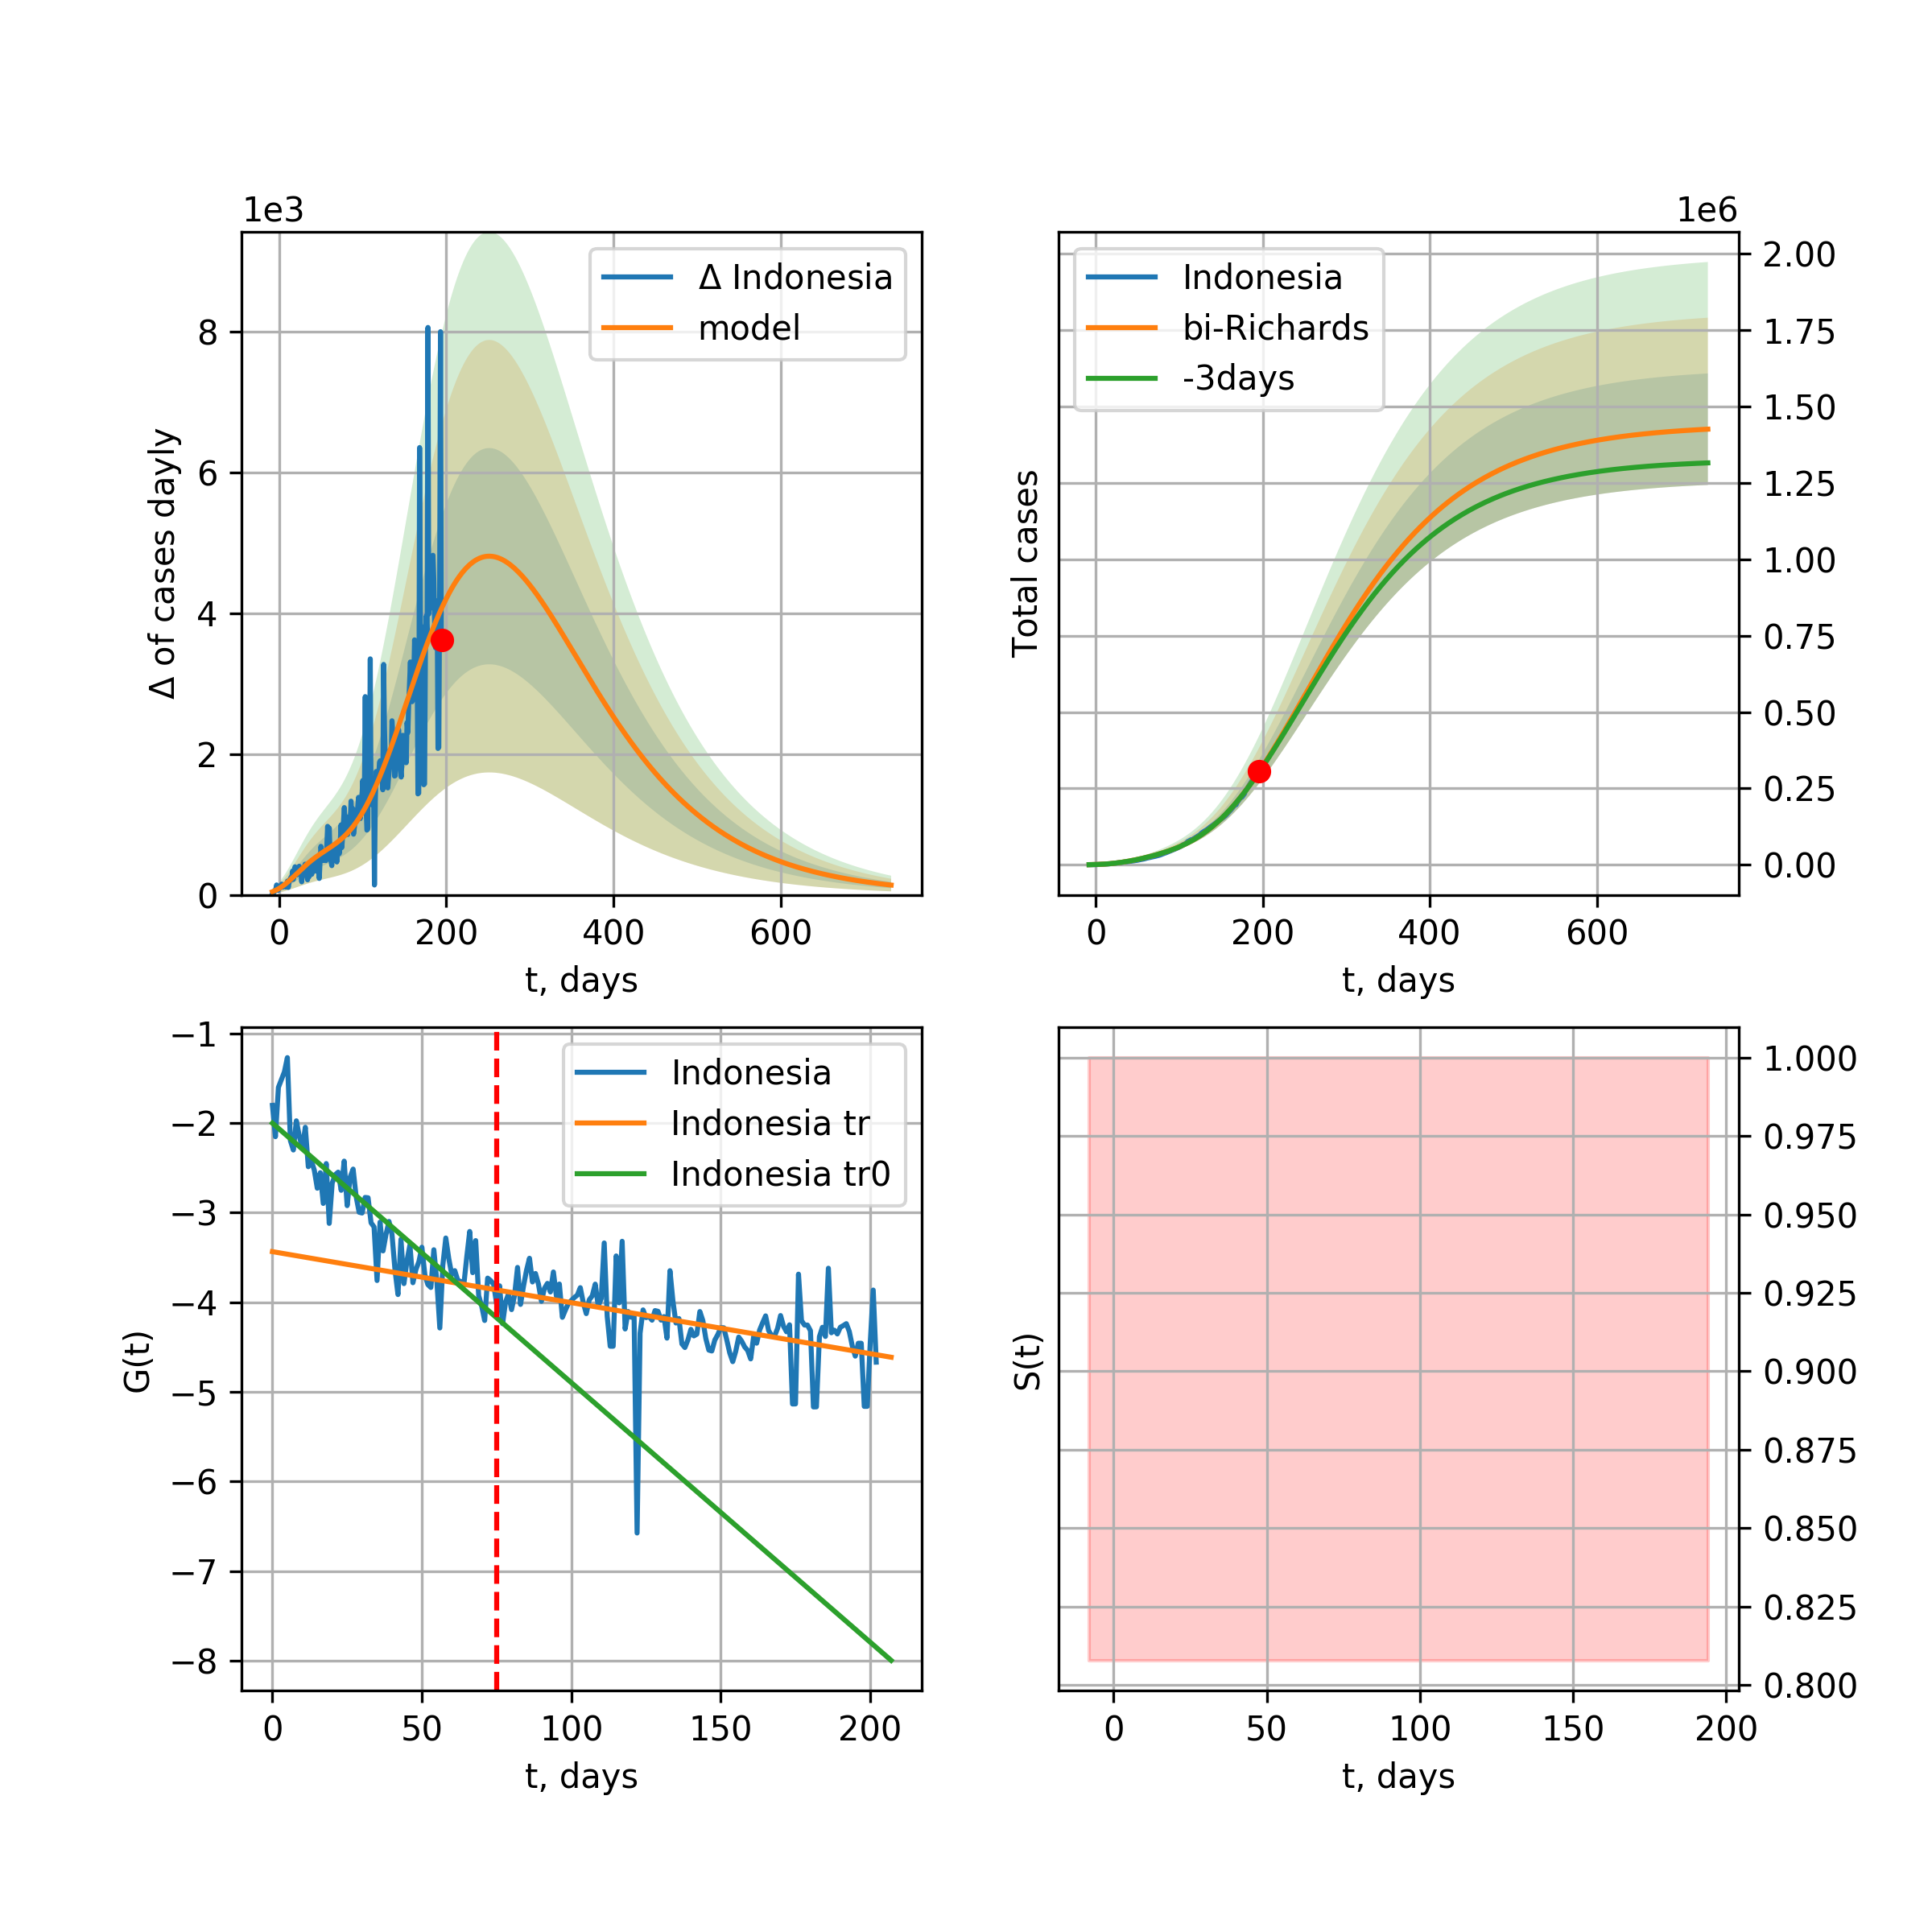 1e3
Δ of cases dayly
8
6
4
2
0
Δ Indonesia
model
0 200 400 600
t, days
1e6
Total cases
Indonesia
bi-Richards
-3days
2.00
1.75
1.50
1.25
1.00
0.75
0.50
0.25
0.00
0 200 400 600
t, days
G(t)
−1
−2
−3
−4
−5
−6
−7
−8
Indonesia
Indonesia tr
Indonesia tr0
0 50 100 150 200
t, days
S(t)
1.000
0.975
0.950
0.925
0.900
0.875
0.850
0.825
0.800
0 50 100 150 200
t, days